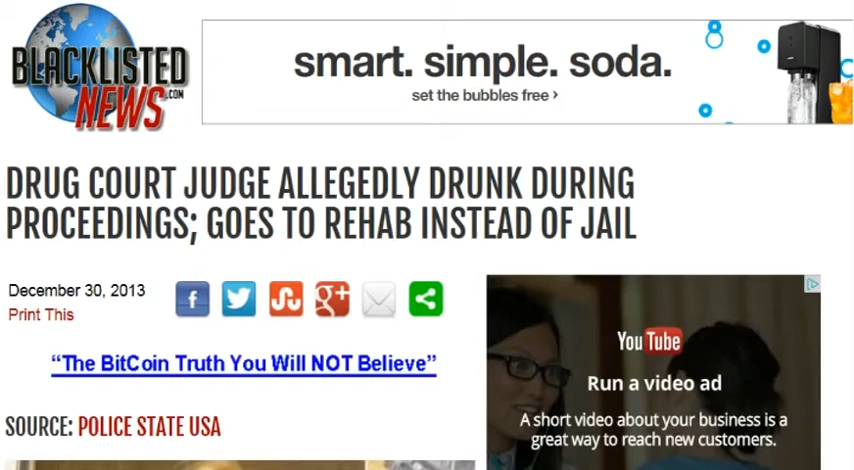 BLACKLISTED
NEWS.COM
smart. simple. soda.
set the bubbles free ›
DRUG COURT JUDGE ALLEGEDLY DRUNK DURING
PROCEEDINGS; GOES TO REHAB INSTEAD OF JAIL
December 30, 2013
Print This
f
g+
“The BitCoin Truth You Will NOT Believe”
SOURCE: POLICE STATE USA
YouTube
Run a video ad
A short video about your business is a
great way to reach new customers.